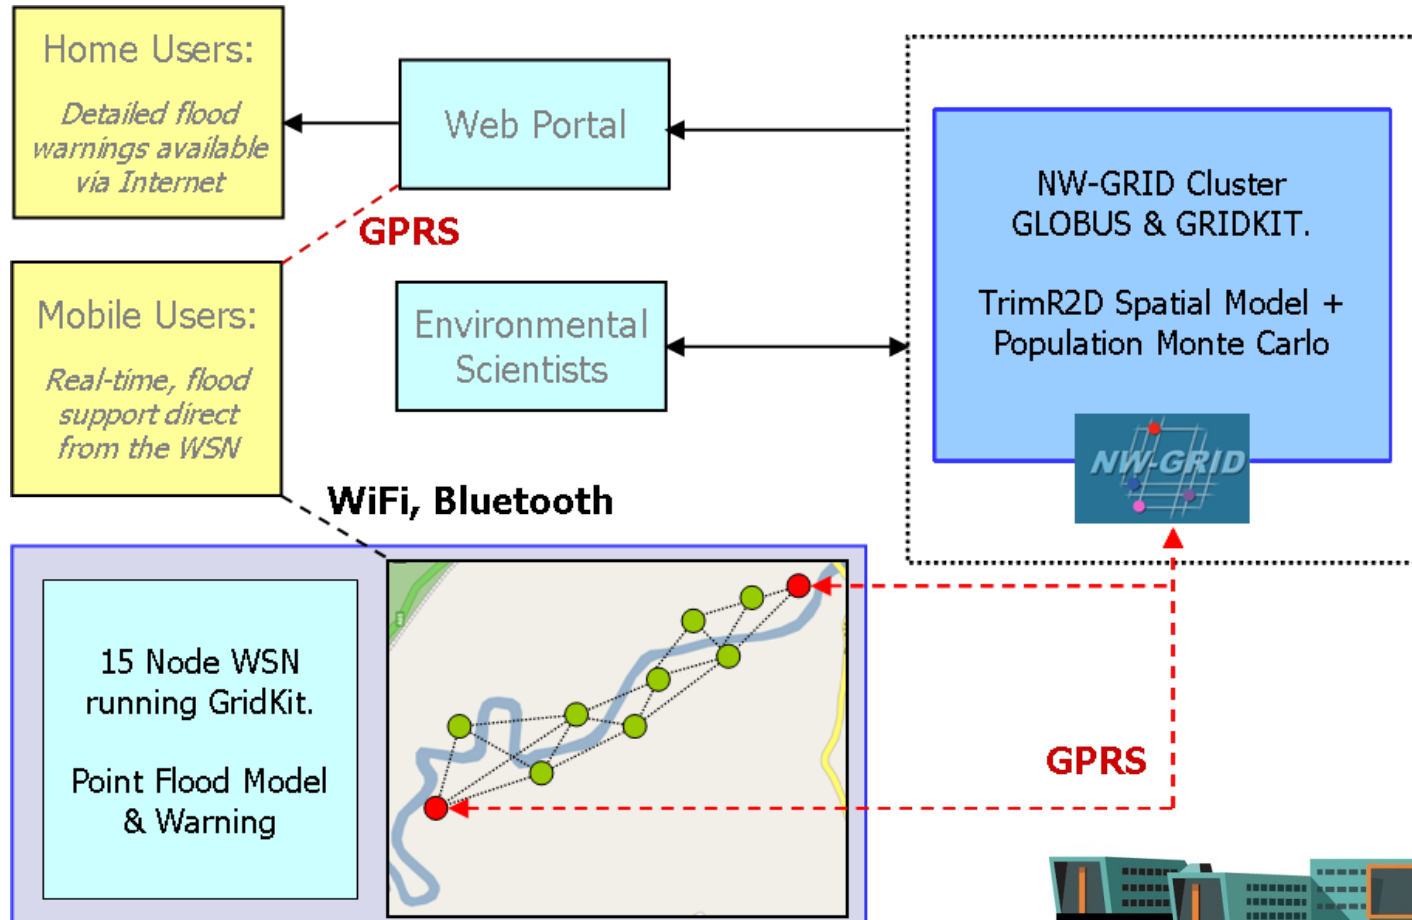 Home Users:
Detailed flood
warnings available
via Internet
Web Portal
GPRS
NW-GRID Cluster
GLOBUS & GRIDKIT.
TrimR2D Spatial Model +
Population Monte Carlo
NW-GRID
Mobile Users:
Real-time, flood
support direct
from the WSN
Environmental
Scientists
WiFi, Bluetooth
15 Node WSN
running GridKit.
Point Flood Model
& Warning
GPRS